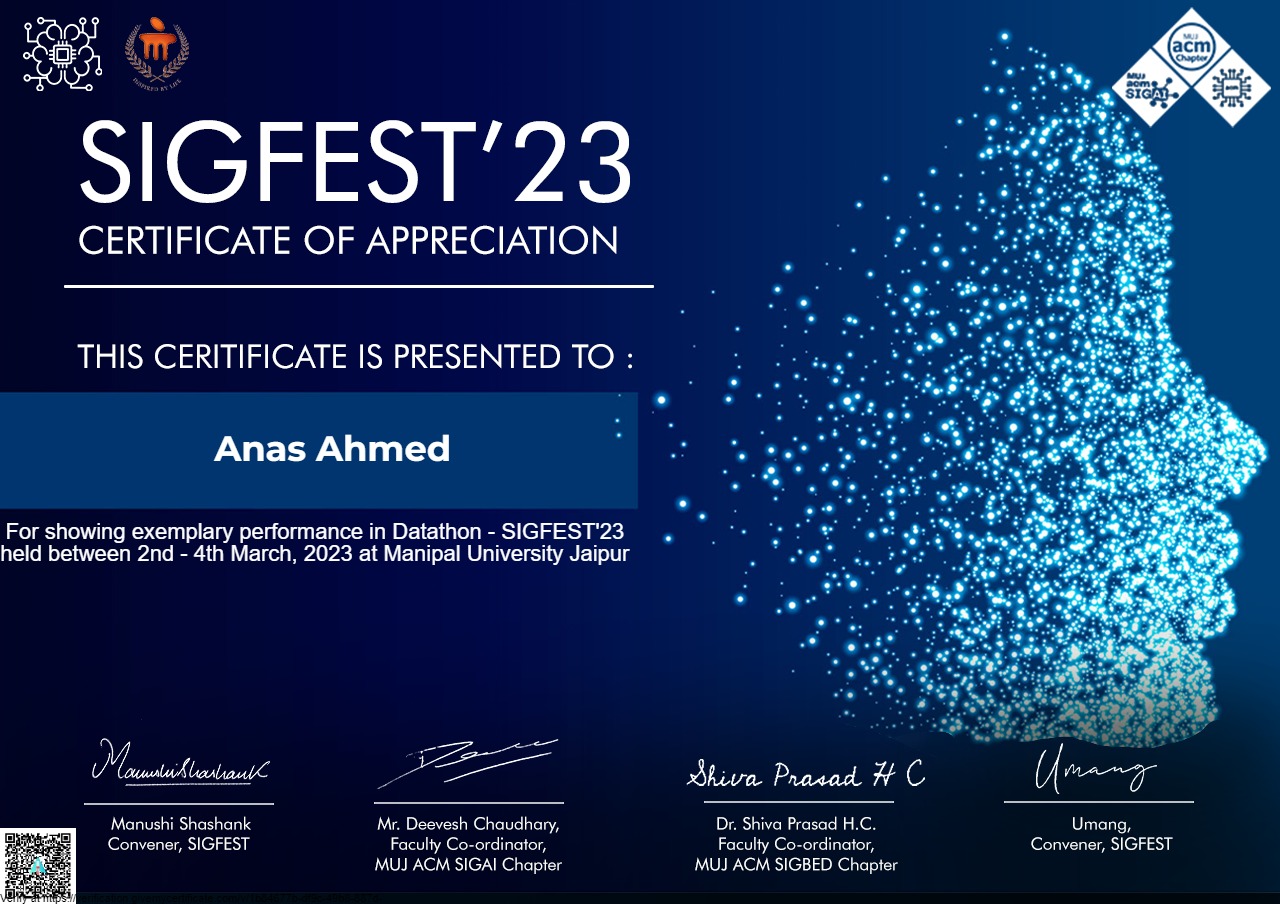 INSPIRED BY LIFE
MUJ
acm
Chapter
MUJ
acm
SIGAI
SIGFEST’23
CERTIFICATE OF APPRECIATION
THIS CERITIFICATE IS PRESENTED TO :
Anas Ahmed
For showing exemplary performance in Datathon - SIGFEST'23
held between 2nd - 4th March, 2023 at Manipal University Jaipur
Manushi Shashank
Shiva Prasad H C
Umang
Manushi Shashank
Convener, SIGFEST
Mr. Deevesh Chaudhary,
Faculty Co-ordinator,
MUJ ACM SIGAI Chapter
Dr. Shiva Prasad H.C.
Faculty Co-ordinator,
MUJ ACM SIGBED Chapter
Umang,
Convener, SIGFEST
Verify at https://